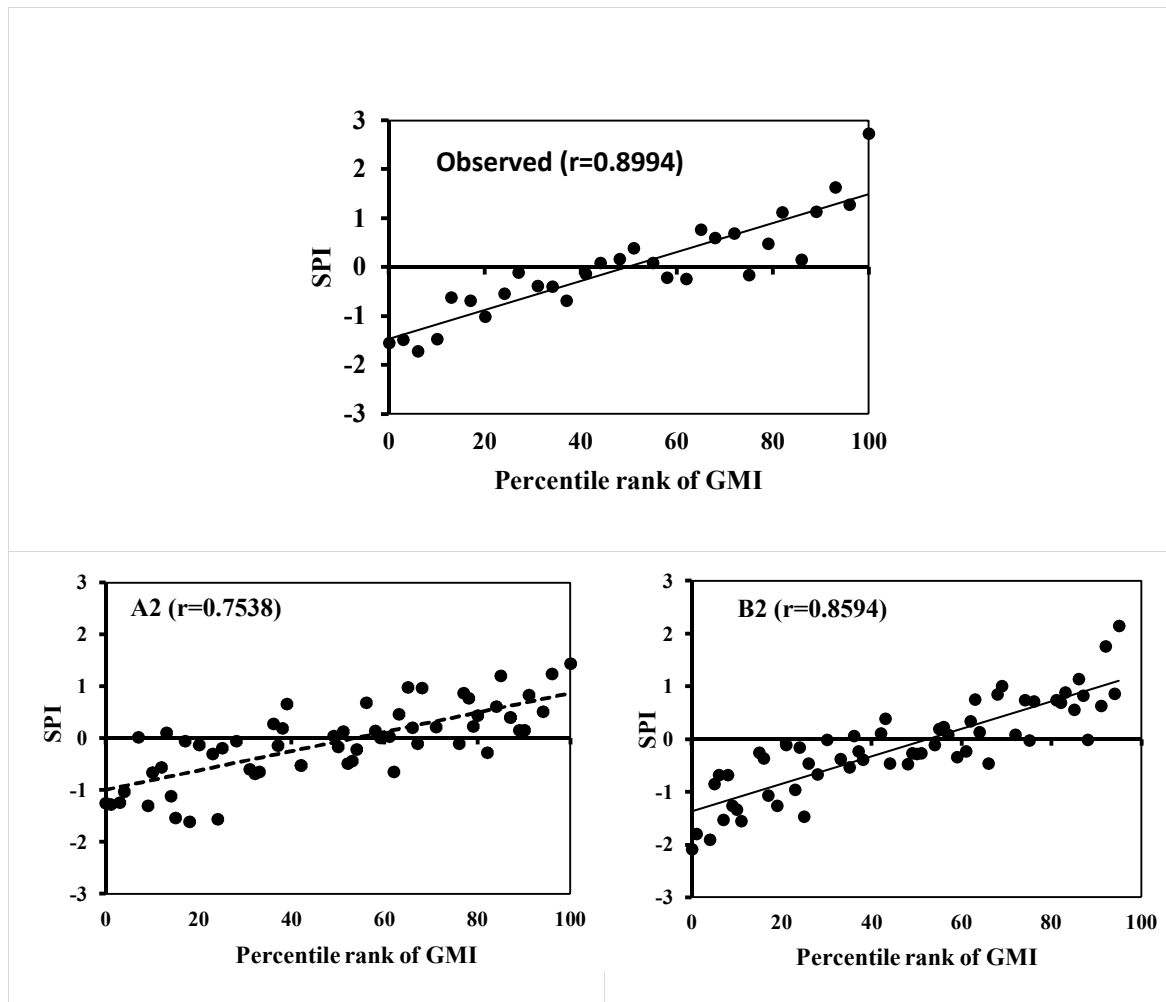 Observed (r=0.8994)
3
2
1
0
-1
-2
-3
SPI
0 20 40 60 80 100
Percentile rank of GMI
A2 (r=0.7538)
3
2
1
0
-1
-2
-3
SPI
0 20 40 60 80 100
Percentile rank of GMI
B2 (r=0.8594)
3
2
1
0
-1
-2
-3
SPI
0 20 40 60 80 100
Percentile rank of GMI